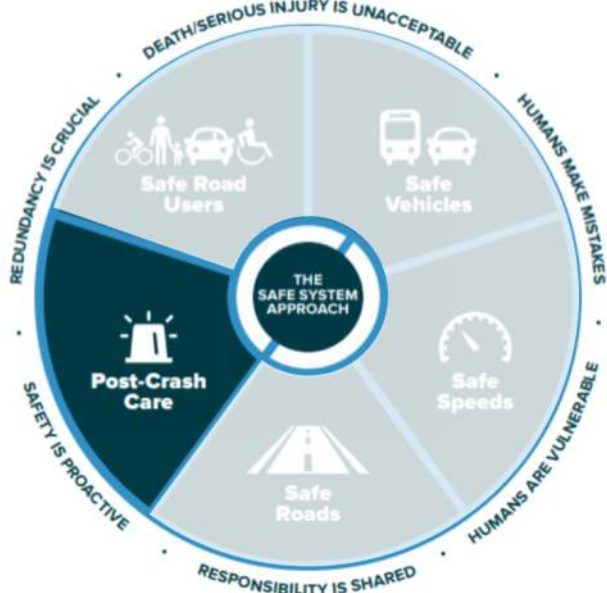 DEATH/SERIOUS INJURY IS UNACCEPTABLE
HUMANS MAKE MISTAKES
HUMANS ARE VULNERABLE
RESPONSIBILITY IS SHARED
SAFETY IS PROACTIVE
REDUNDANCY IS CRUCIAL
Safe Road
Users
Safe
Vehicles
Safe
Speeds
Safe
Roads
Post-Crash
Care
THE
SAFE SYSTEM
APPROACH